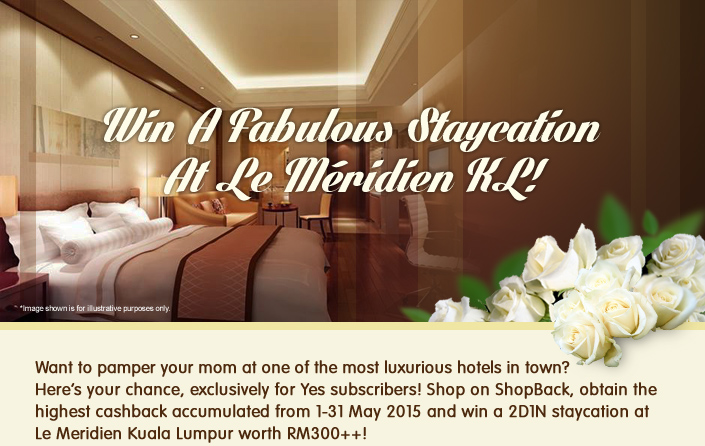 Win A Fabulous Staycation
At Le Méridien KL!
*Image shown is for illustrative purposes only.
Want to pamper your mom at one of the most luxurious hotels in town?
Here's your chance, exclusively for Yes subscribers! Shop on ShopBack, obtain the
highest cashback accumulated from 1-31 May 2015 and win a 2D1N staycation at
Le Meridien Kuala Lumpur worth RM300++!